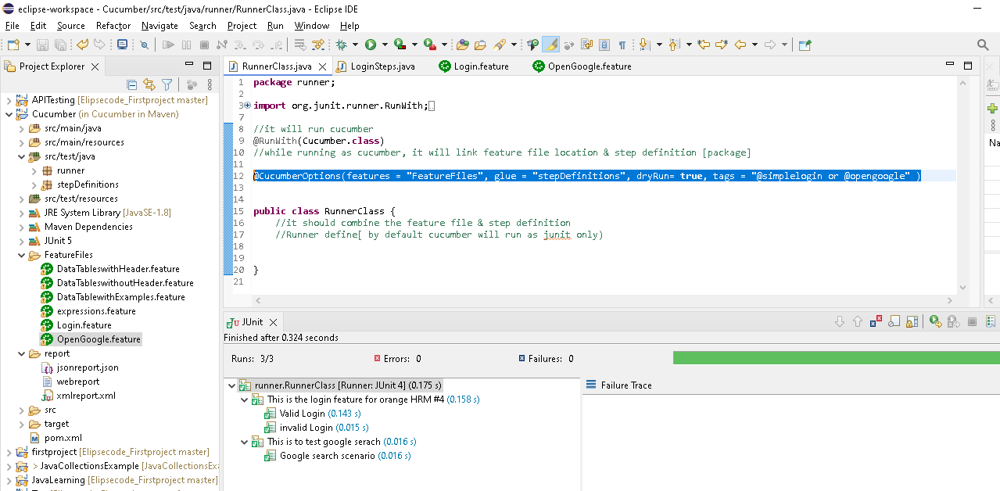 eclipse-workspace - Cucumber/src/test/java/runner/RunnerClass.java - Eclipse IDE
File Edit Source Refactor Navigate Search Project Run Window Help
Project Explorer
APITesting [Elipsecode_Firstproject master]
Cucumber (in Cucumber in Maven)
src/main/java
src/main/resources
src/test/java
runner
stepDefinitions
src/test/resources
JRE System Library [JavaSE-1.8]
Maven Dependencies
JUnit 5
FeatureFiles
DataTableswithHeader.feature
DataTableswithoutHeader.feature
DataTablewithExamples.feature
expressions.feature
Login.feature
OpenGoogle.feature
report
jsonreport.json
webreport
xmlreport.xml
src
target
pom.xml
firstproject [Elipsecode_Firstproject master]
> JavaCollectionsExample [JavaCollectionsExa
JavaLearning [Elipsecode_Firstproject master]
RunnerClass.java LoginSteps.java Login.feature OpenGoogle.feature
1 package runner;
2
3 import org.junit.runner.RunWith;
7
8 //it will run cucumber
9 @RunWith(Cucumber.class)
10 //while running as cucumber, it will link feature file location & step definition [package]
11
12 @CucumberOptions(features = "FeatureFiles", glue = "stepDefinitions", dryRun= true, tags = "@simplelogin or @opengoogle" )
13
14
15 public class RunnerClass {
16 //it should combine the feature file & step definition
17 //Runner define[ by default cucumber will run as junit only)
18
19
20 }
21
Na
JUnit
Finished after 0.324 seconds
Runs: 3/3 Errors: 0 Failures: 0
runner.RunnerClass [Runner: JUnit 4] (0.175 s)
This is the login feature for orange HRM #4 (0.158 s)
Valid Login (0.143 s)
invalid Login (0.015 s)
This is to test google serach (0.016 s)
Google search scenario (0.016 s)
Failure Trace